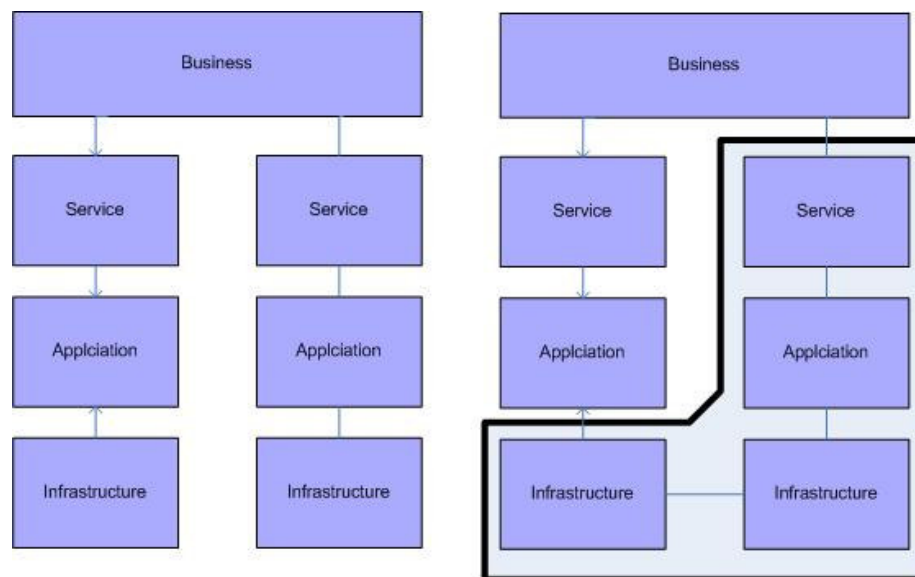 Business
Business
Service
Service
Service
Service
Applciation
Applciation
Applciation
Applciation
Infrastructure
Infrastructure
Infrastructure
Infrastructure